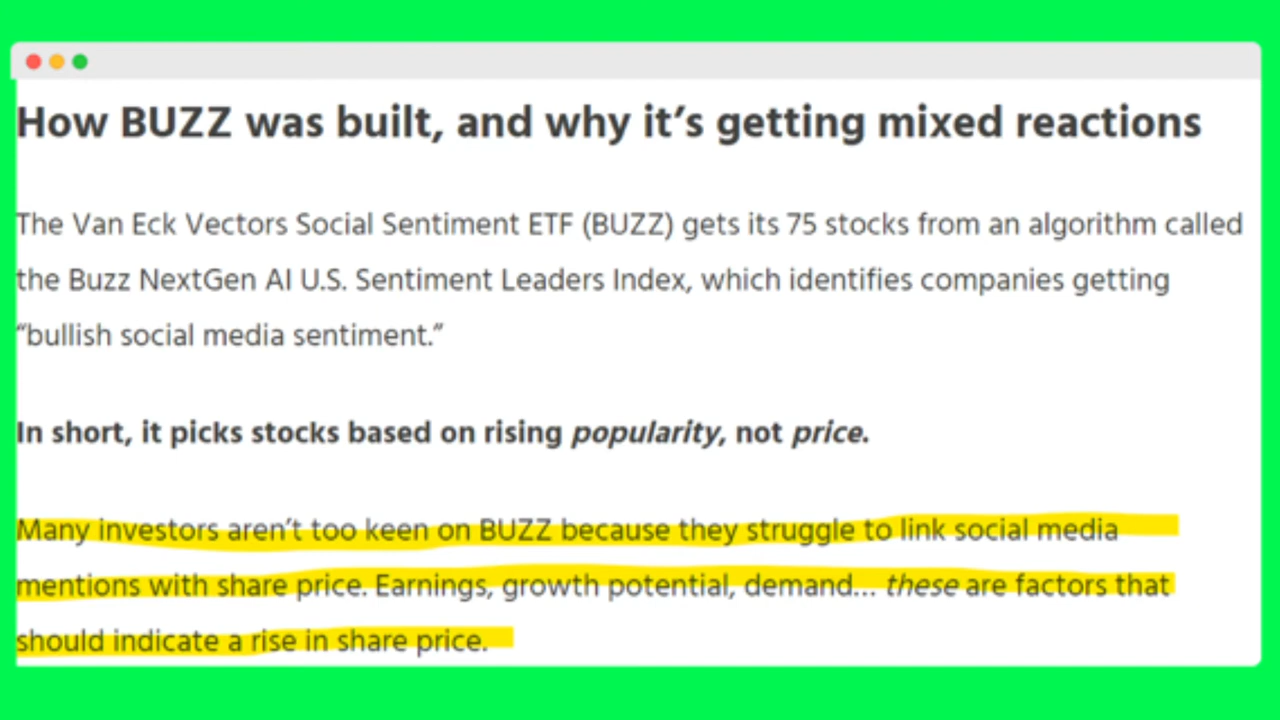 How BUZZ was built, and why it’s getting mixed reactions
The Van Eck Vectors Social Sentiment ETF (BUZZ) gets its 75 stocks from an algorithm called
the Buzz NextGen AI U.S. Sentiment Leaders Index, which identifies companies getting
“bullish social media sentiment.”
In short, it picks stocks based on rising popularity, not price.
Many investors aren’t too keen on BUZZ because they struggle to link social media
mentions with share price. Earnings, growth potential, demand... these are factors that
should indicate a rise in share price.